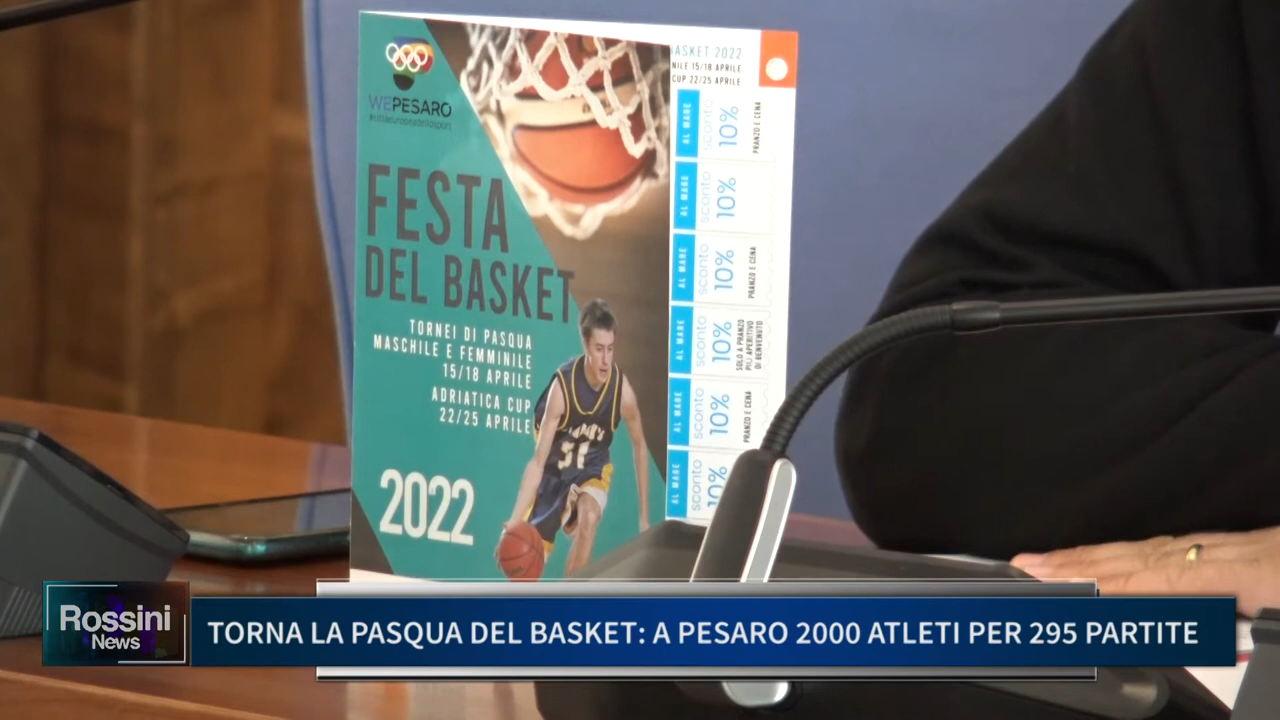 WEPESARO
FESTA
DEL BASKET
TORNEI DI PASQUA
MASCHILE E FEMMINILE
15/18 APRILE
ADRIATICA CUP
22/25 APRILE
2022
BASKET 2022
NILE 15/18 APRILE
CUP 22/25 APRILE
AL MARE sconto 10% PRANZO E CENA
AL MARE sconto 10%
AL MARE sconto 10% PRANZO E CENA
AL MARE sconto 10% SOLO A PRANZO
PIÙ APERITIVO
DI BENVENUTO
AL MARE sconto 10% PRANZO E CENA
AL MARE sconto 10%
31
Rossini
News
TORNA LA PASQUA DEL BASKET: A PESARO 2000 ATLETI PER 295 PARTITE